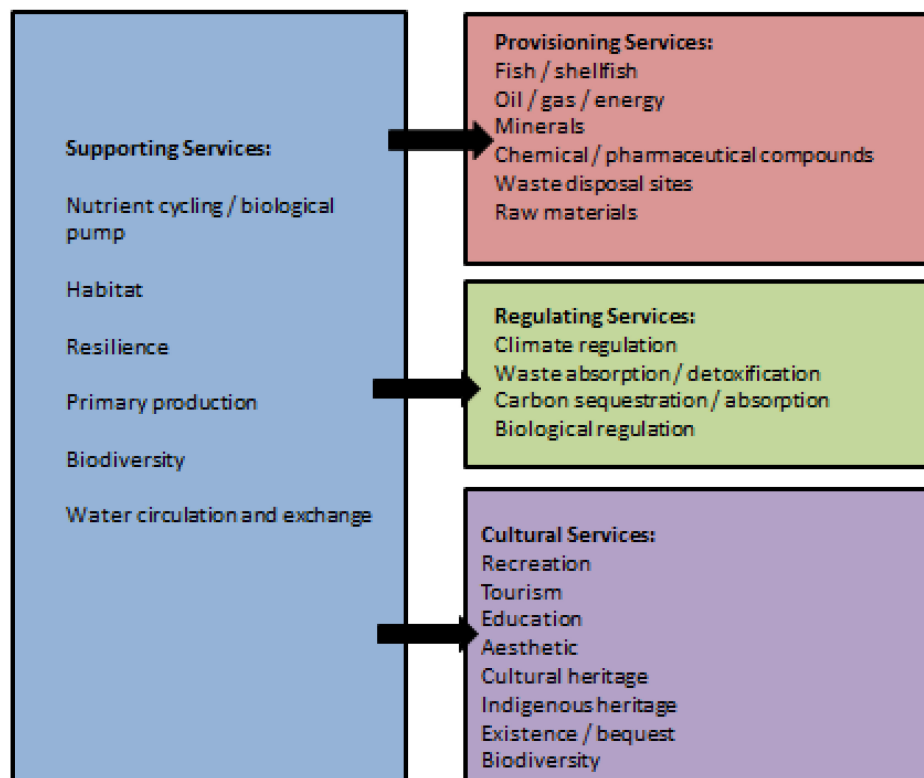 Supporting Services:
Nutrient cycling / biological
pump
Habitat
Resilience
Primary production
Biodiversity
Water circulation and exchange
Provisioning Services:
Fish / shellfish
Oil / gas / energy
Minerals
Chemical / pharmaceutical compounds
Waste disposal sites
Raw materials
Regulating Services:
Climate regulation
Waste absorption / detoxification
Carbon sequestration / absorption
Biological regulation
Cultural Services:
Recreation
Tourism
Education
Aesthetic
Cultural heritage
Indigenous heritage
Existence / bequest
Biodiversity